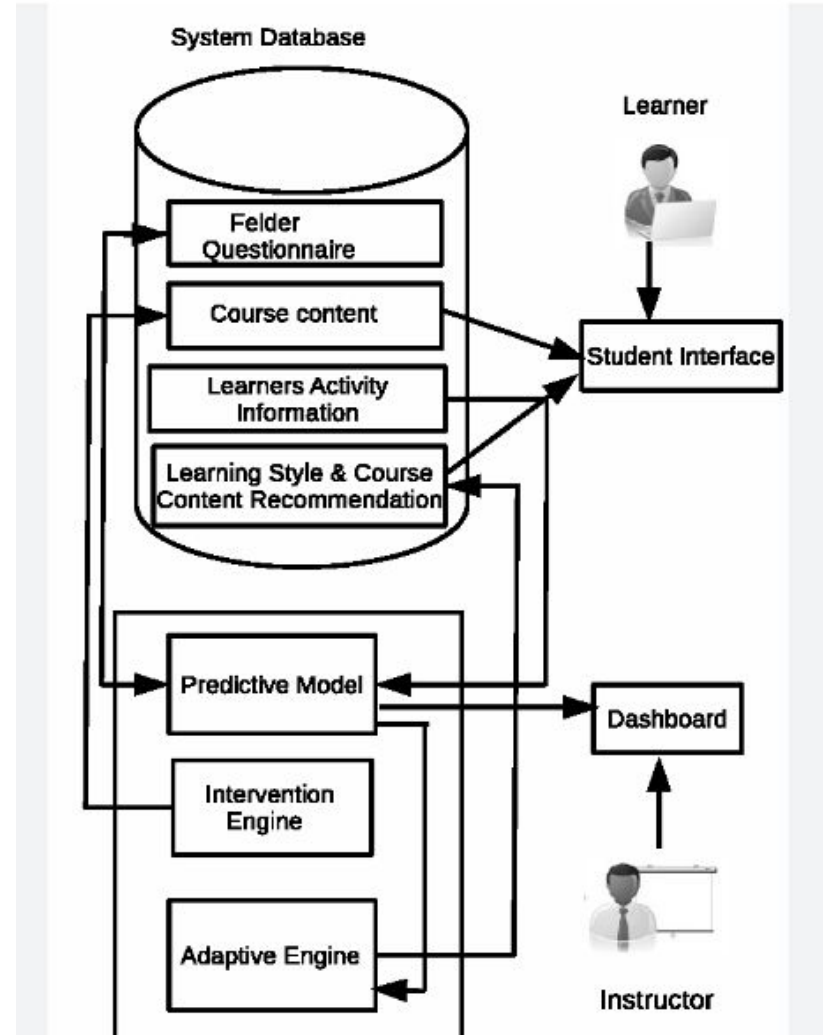 System Database
Learner
Felder
Questionnaire
Course content
Student Interface
Learners Activity
Information
Learning Style & Course
Content Recommendation
Predictive Model
Dashboard
Intervention
Engine
Adaptive Engine
Instructor